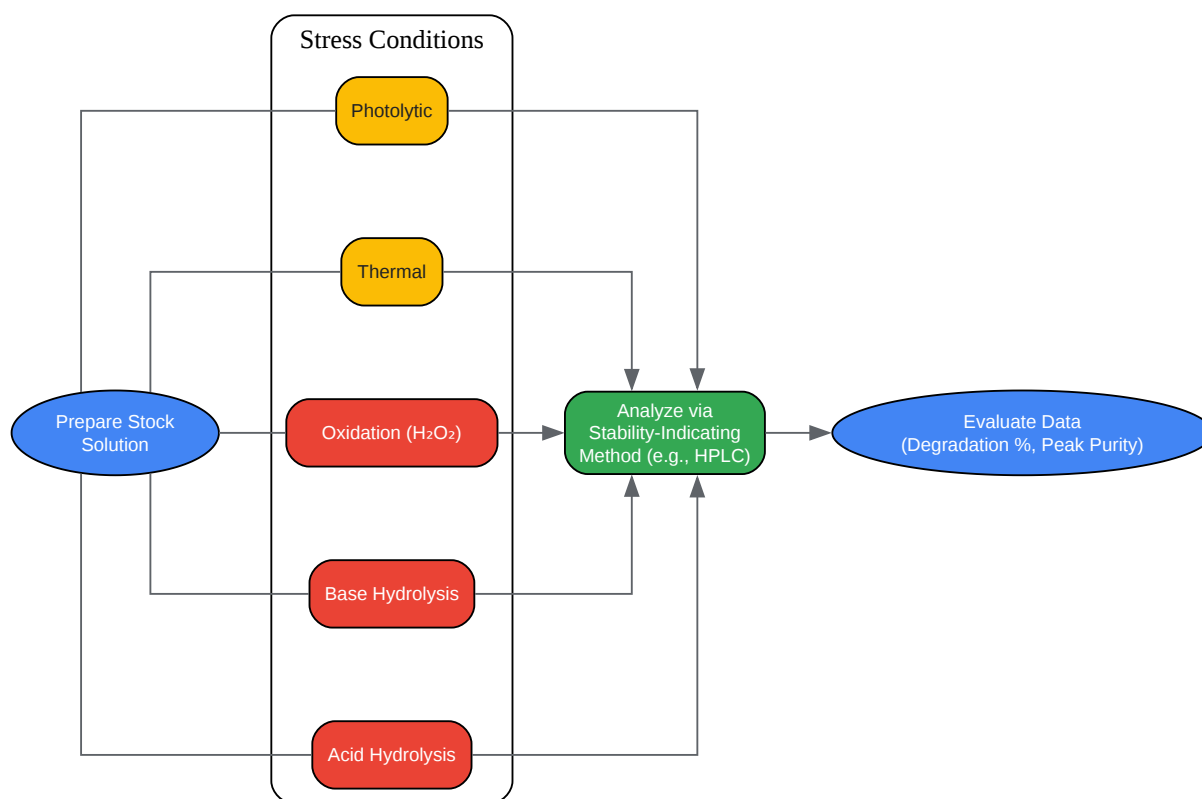 Stress Conditions
Photolytic
Thermal
Prepare Stock
Solution
Oxidation (H₂O₂)
Analyze via
Stability-Indicating
Method (e.g., HPLC)
Evaluate Data
(Degradation %, Peak Purity)
Base Hydrolysis
Acid Hydrolysis